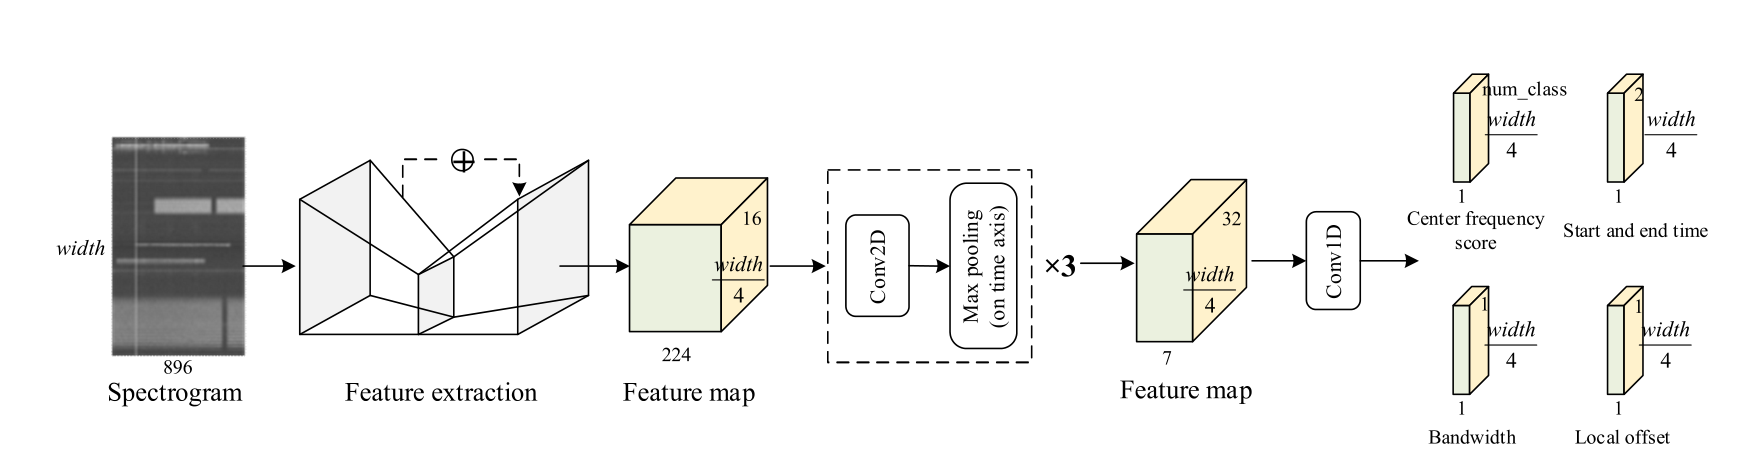 width
896
Spectrogram
Feature extraction
16
width
4
224
Feature map
Conv2D
Max pooling
(on time axis)
×3
32
width
4
7
Feature map
Conv1D
num_class
width
4
1
Center frequency
score
2
width
4
1
Start and end time
1
width
4
1
Bandwidth
1
width
4
1
Local offset